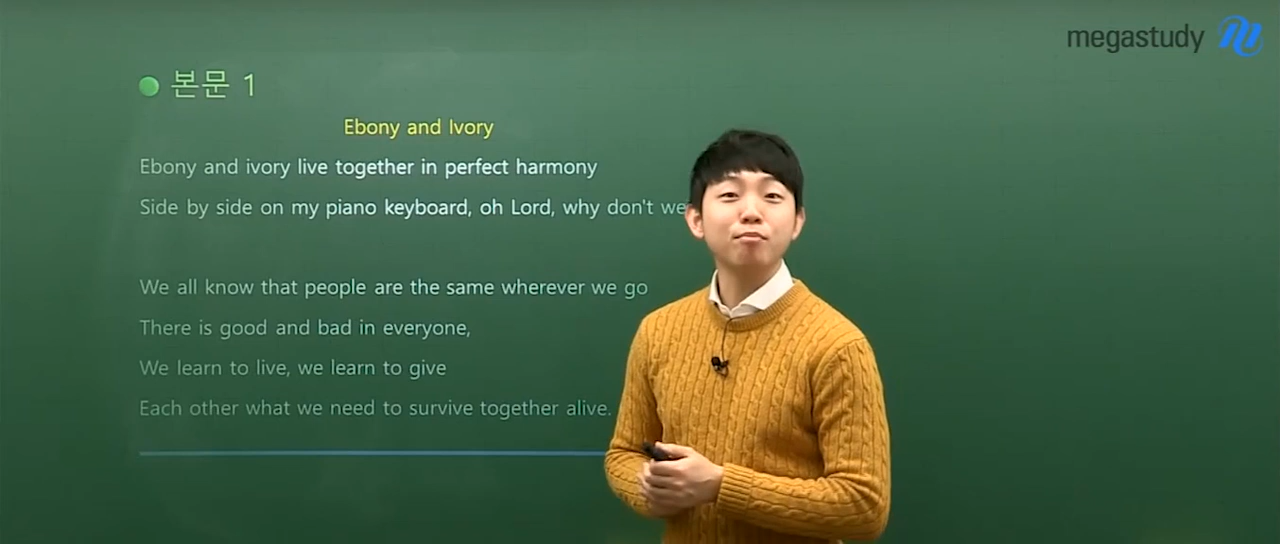 megastudy
본문 1
Ebony and Ivory
Ebony and ivory live together in perfect harmony
Side by side on my piano keyboard, oh Lord, why don't we
We all know that people are the same wherever we go
There is good and bad in everyone,
We learn to live, we learn to give
Each other what we need to survive together alive.